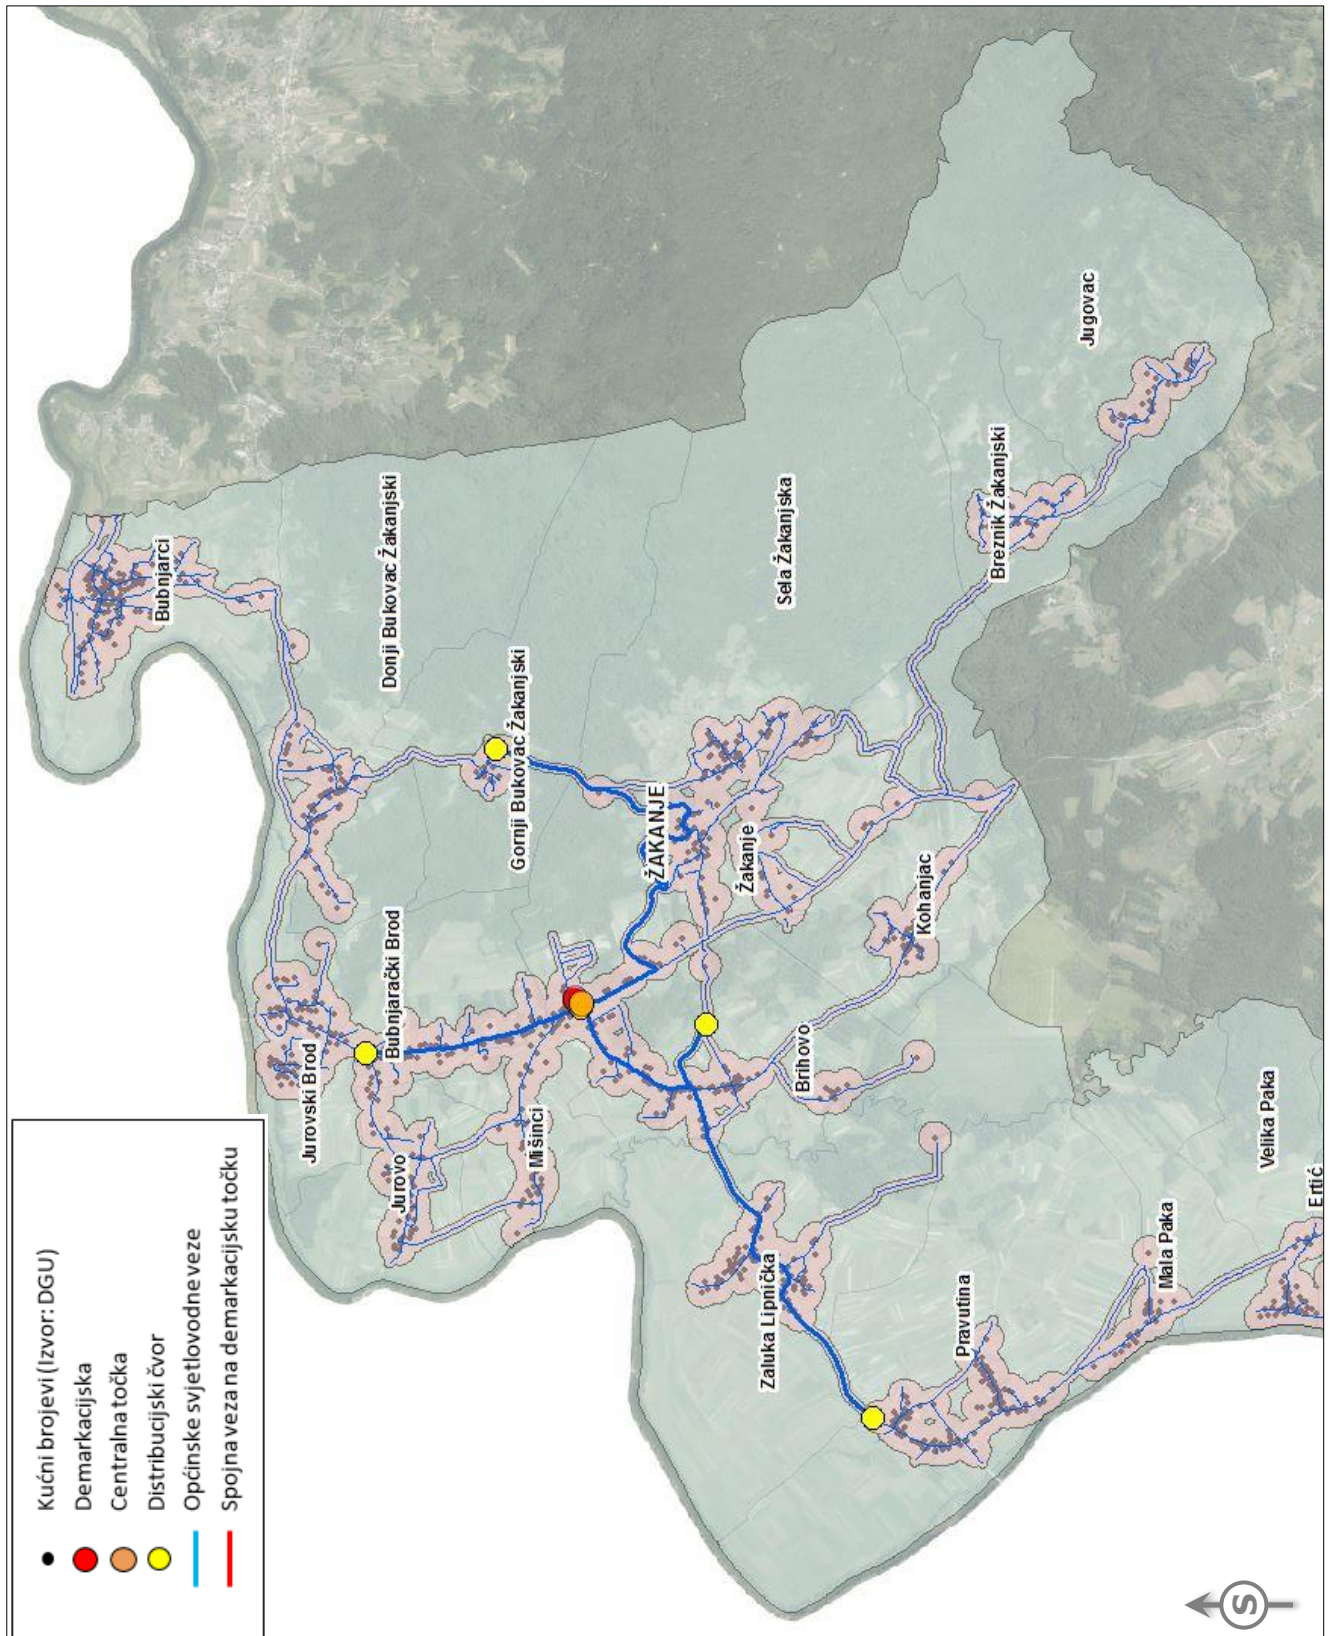 Kućni brojevi (Izvor: DGU)
Demarkacijska
Centralna točka
Distribucijski čvor
Općinske svjetlovodne veze
Spojna veza na demarkacijsku točku
Bubnjarci
Jurovski Brod
Bubnjarački Brod
Donji Bukovac Žakanjski
Jurovo
Gornji Bukovac Žakanjski
Mišinci
ŽAKANJE
Žakanje
Sela Žakanjska
Zaluka Lipnička
Brihovo
Kohanjac
Pravutina
Breznik Žakanjski
Jugovac
Mala Paka
Velika Paka
Ertić
S